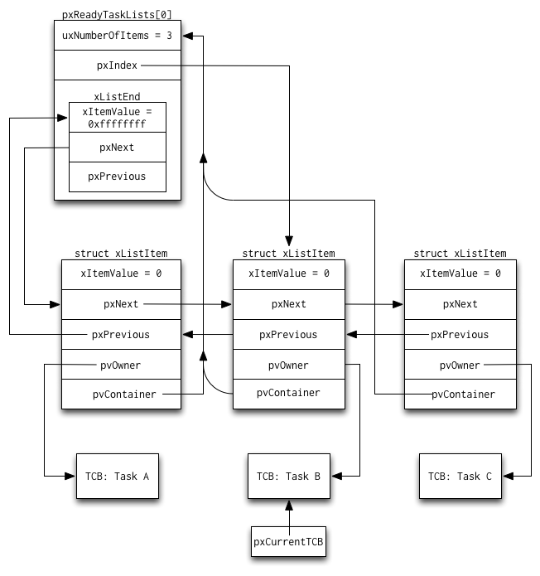 pxReadyTaskLists[0]
uxNumberOfItems = 3
pxIndex
xListEnd
xItemValue =
0xffffffff
pxNext
pxPrevious
struct xListItem
xItemValue = 0
pxNext
pxPrevious
pvOwner
pvContainer
struct xListItem
xItemValue = 0
pxNext
pxPrevious
pvOwner
pvContainer
struct xListItem
xItemValue = 0
pxNext
pxPrevious
pvOwner
pvContainer
TCB: Task A
TCB: Task B
TCB: Task C
pxCurrentTCB